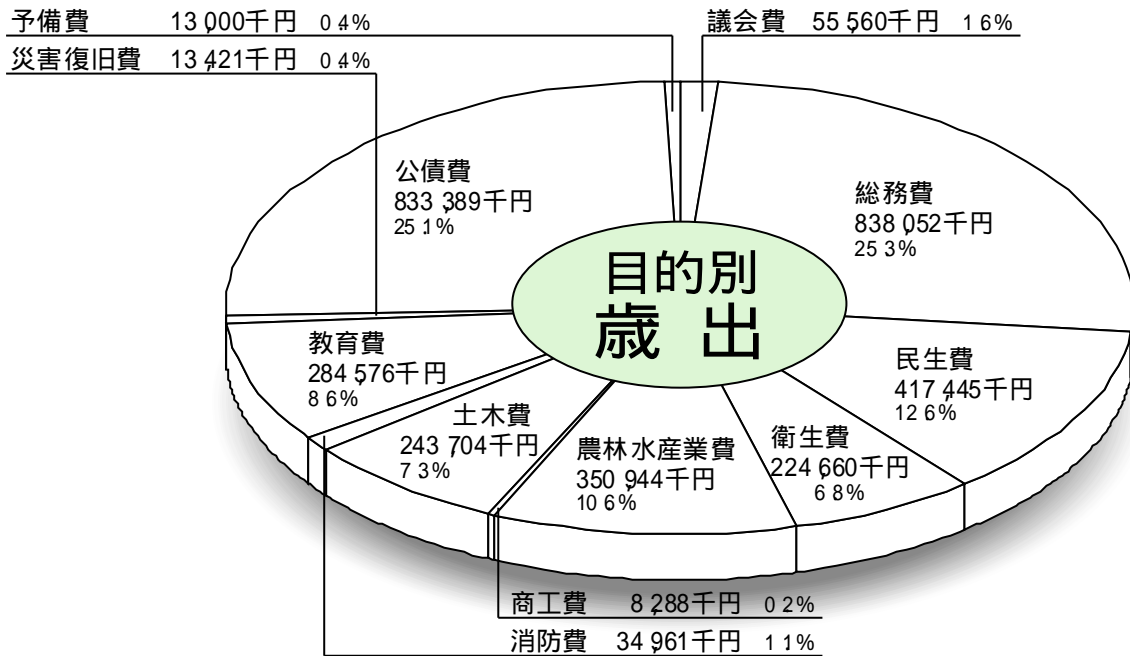 予備費 13,000千円 0.4%
災害復旧費 13,421千円 0.4%
議会費 55,560千円 1.6%
公債費
833,389千円
25.1%
総務費
838,052千円
25.3%
目的別
歳出
教育費
284,576千円
8.6%
民生費
417,445千円
12.6%
土木費
243,704千円
7.3%
農林水産業費
350,944千円
10.6%
衛生費
224,660千円
6.8%
商工費 8,288千円 0.2%
消防費 34,961千円 1.1%